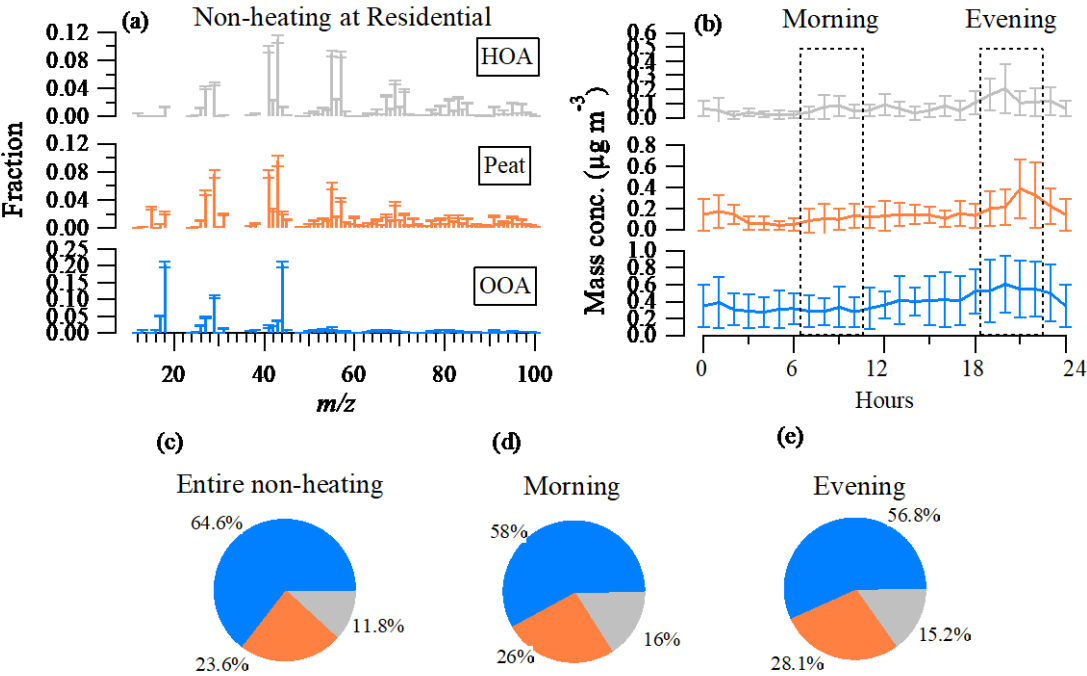 (a)
Non-heating at Residential
Fraction
0.12
0.08
0.04
0.00
HOA
0.12
0.08
0.04
0.00
Peat
0.25
0.20
0.15
0.10
0.05
0.00
OOA
20
40
60
80
100
m/z
(b)
Morning
Evening
Mass conc. (µg m⁻³)
0.6
0.5
0.4
0.3
0.2
0.1
0.0
0.8
0.6
0.4
0.2
0.0
1.0
0.8
0.6
0.4
0.2
0.0
0
6
12
18
24
Hours
(c)
Entire non-heating
64.6%
11.8%
23.6%
(d)
Morning
58%
16%
26%
(e)
Evening
56.8%
15.2%
28.1%